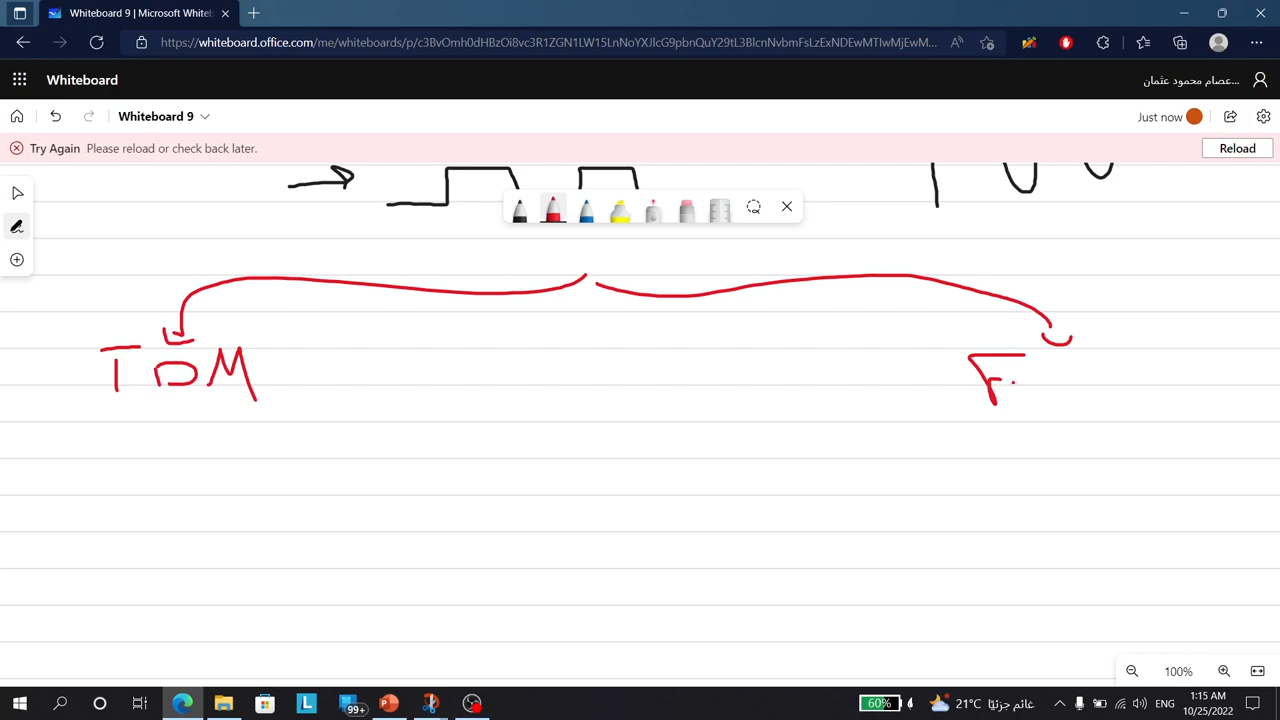 Whiteboard 9 | Microsoft White
https://whiteboard.office.com/me/whiteboards/p/c3BvOmh0dHBzOi8vc3R1ZGN1LW15LnNoYXJlcG9pbnQuY29tL3BlcnNvbmFsLzExNDEwMTIwMjEwM...
Whiteboard
عصام محمود عثمان...
Whiteboard 9
Just now
Try Again Please reload or check back later.
Reload
TDM
F
100%
L
99+
60%
21°C غائم جزئيًا
ENG
1:15 AM
10/25/2022